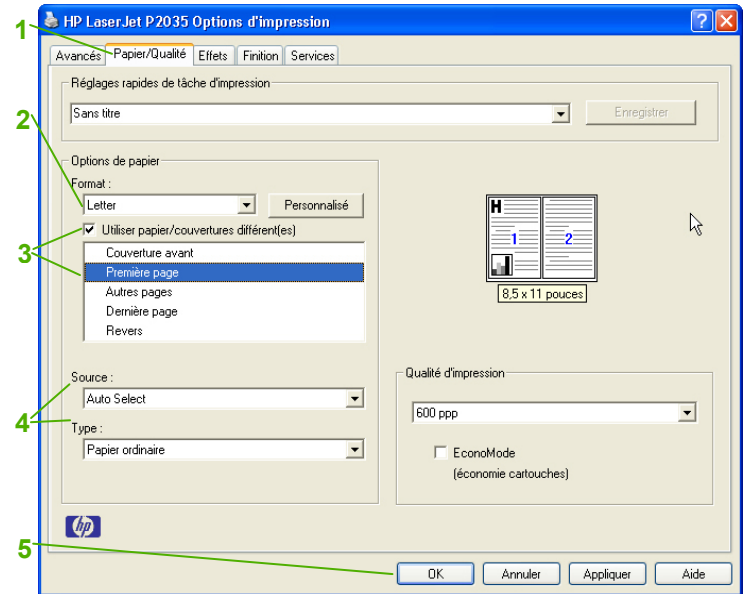 HP LaserJet P2035 Options d'impression
1
Avancés Papier/Qualité Effets Finition Services
Réglages rapides de tâche d'impression
2
Sans titre Enregistrer
Options de papier
Format :
Letter Personnalisé
3
Utiliser papier/couvertures différent(es)
Couverture avant
Première page
Autres pages
Dernière page
Revers
H
1 2
8,5 x 11 pouces
4
Source :
Auto Select
Type :
Papier ordinaire
Qualité d'impression
600 ppp
EconoMode
(économie cartouches)
hp
5
OK Annuler Appliquer Aide